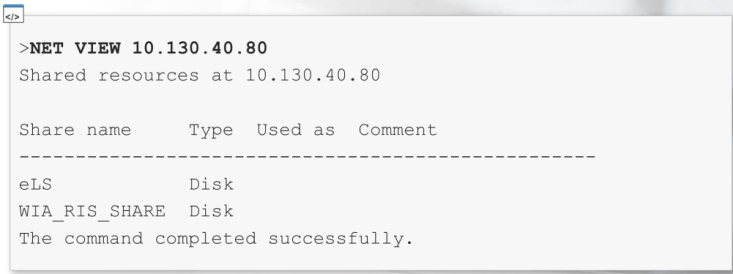 </>
>NET VIEW 10.130.40.80
Shared resources at 10.130.40.80
Share name Type Used as Comment
---------------------------------------------------
eLS Disk
WIA_RIS_SHARE Disk
The command completed successfully.